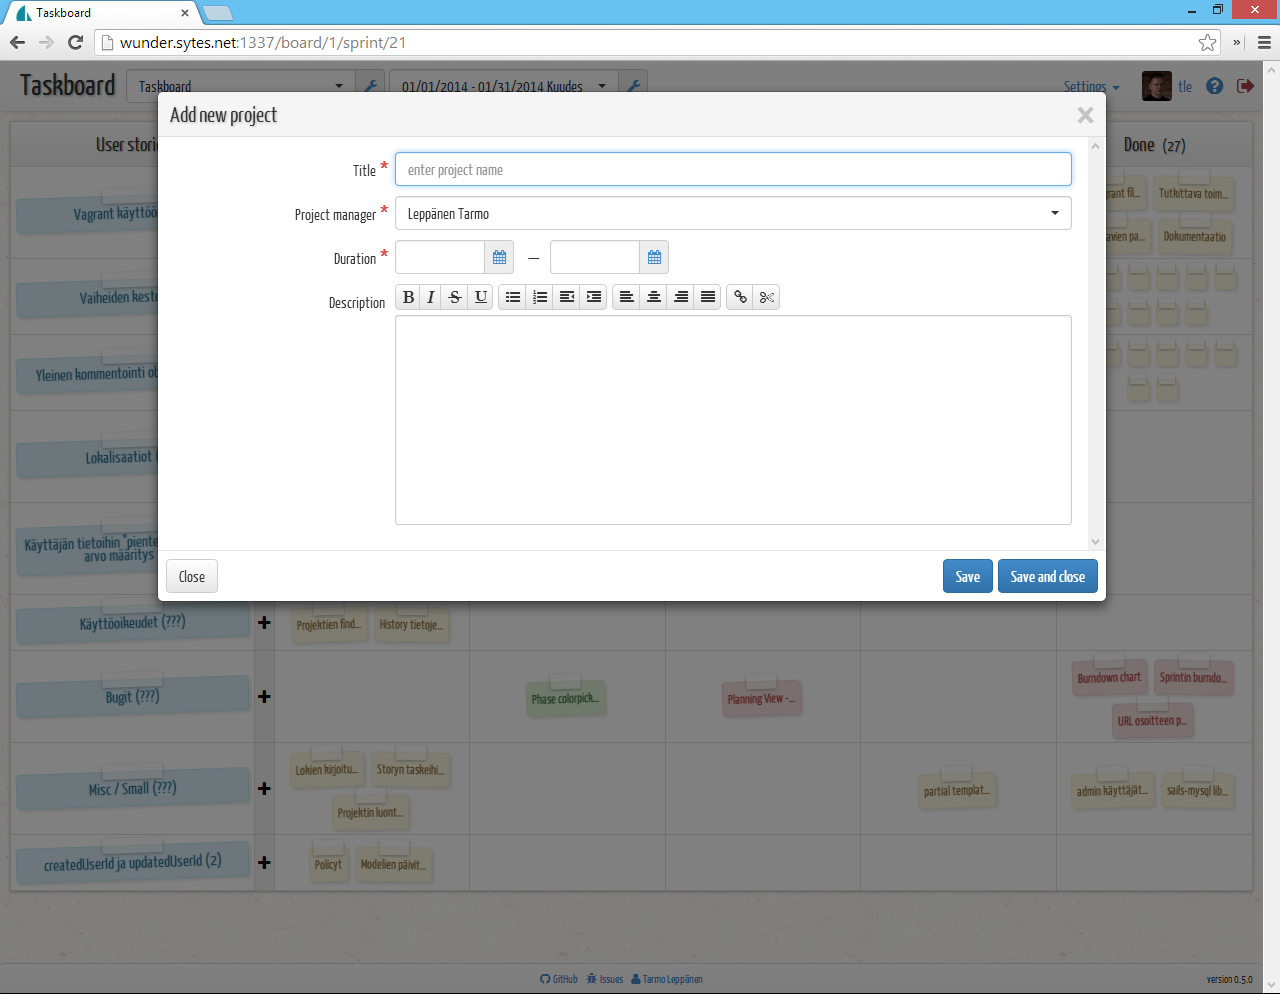 Taskboard
wunder.sytes.net:1337/board/1/sprint/21
Taskboard
Taskboard
01/01/2014 - 01/31/2014 Kuudes
Settings
tle
Add new project
Title *
enter project name
Project manager *
Leppänen Tarmo
Duration *
—
Description
B I S U
Close
Save
Save and close
User stori
Done (27)
Vagrant käyttöö
grant fil...
Tutkittava toim...
avien pa...
Dokumentaatio
Vaiheiden kest
Yleinen kommentointi ob
Lokalisaatiot (
Käyttäjän tietoihin "piente
arvo määritys
Käyttöoikeudet (???)
+
Projektien find...
History tietoje...
Bugit (???)
+
Phase colorpick...
Planning View -...
Burndown chart
Sprintin burndo...
URL osoitteen p...
Misc / Small (???)
+
Lokien kirjoitu...
Storyn taskeihi...
Projektin luont...
partial templat...
admin käyttäjät...
sails-mysql lib...
createdUserId ja updatedUserId (2)
+
Policyt
Modelien päivit...
GitHub
Issues
Tarmo Leppänen
version 0.5.0